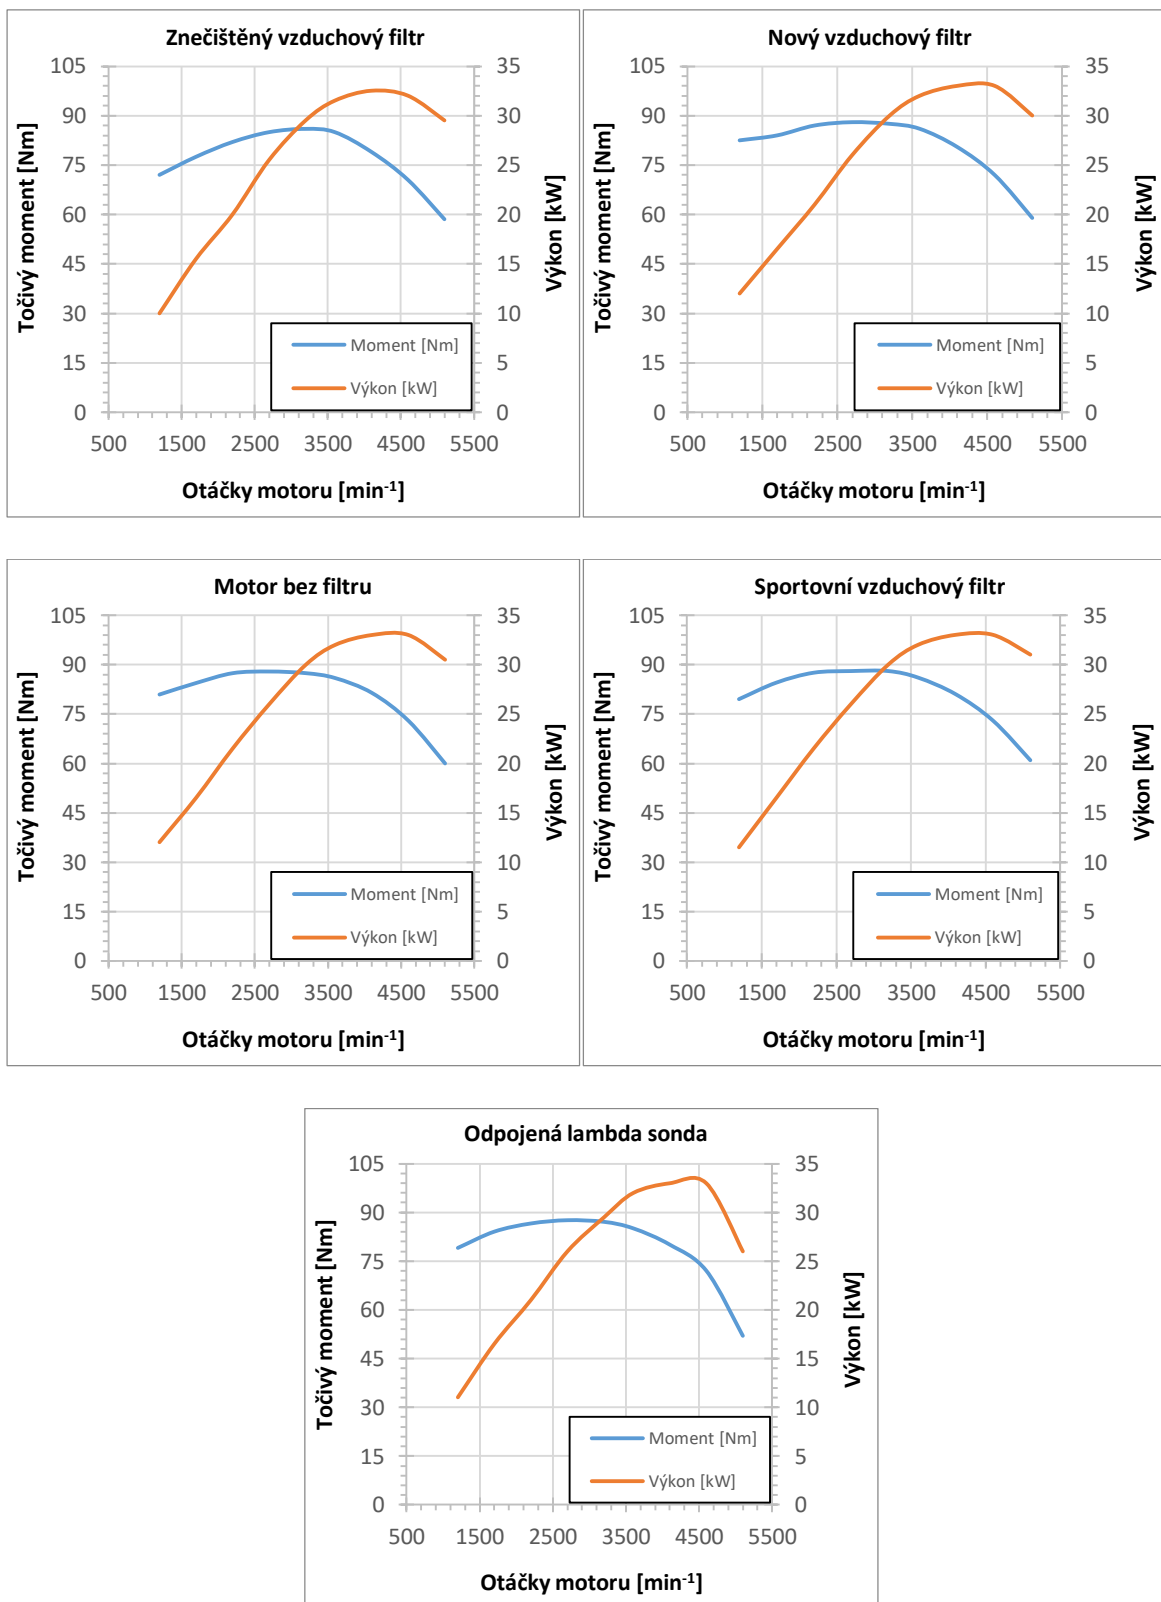 Znečištěný vzduchový filtr
105
90
75
60
45
30
15
0
35
30
25
20
15
10
5
0
Točivý moment [Nm]
Výkon [kW]
Moment [Nm]
Výkon [kW]
500 1500 2500 3500 4500 5500
Otáčky motoru [min⁻¹]
Nový vzduchový filtr
105
90
75
60
45
30
15
0
35
30
25
20
15
10
5
0
Točivý moment [Nm]
Výkon [kW]
Moment [Nm]
Výkon [kW]
500 1500 2500 3500 4500 5500
Otáčky motoru [min⁻¹]
Motor bez filtru
105
90
75
60
45
30
15
0
35
30
25
20
15
10
5
0
Točivý moment [Nm]
Výkon [kW]
Moment [Nm]
Výkon [kW]
500 1500 2500 3500 4500 5500
Otáčky motoru [min⁻¹]
Sportovní vzduchový filtr
105
90
75
60
45
30
15
0
35
30
25
20
15
10
5
0
Točivý moment [Nm]
Výkon [kW]
Moment [Nm]
Výkon [kW]
500 1500 2500 3500 4500 5500
Otáčky motoru [min⁻¹]
Odpojená lambda sonda
105
90
75
60
45
30
15
0
35
30
25
20
15
10
5
0
Točivý moment [Nm]
Výkon [kW]
Moment [Nm]
Výkon [kW]
500 1500 2500 3500 4500 5500
Otáčky motoru [min⁻¹]